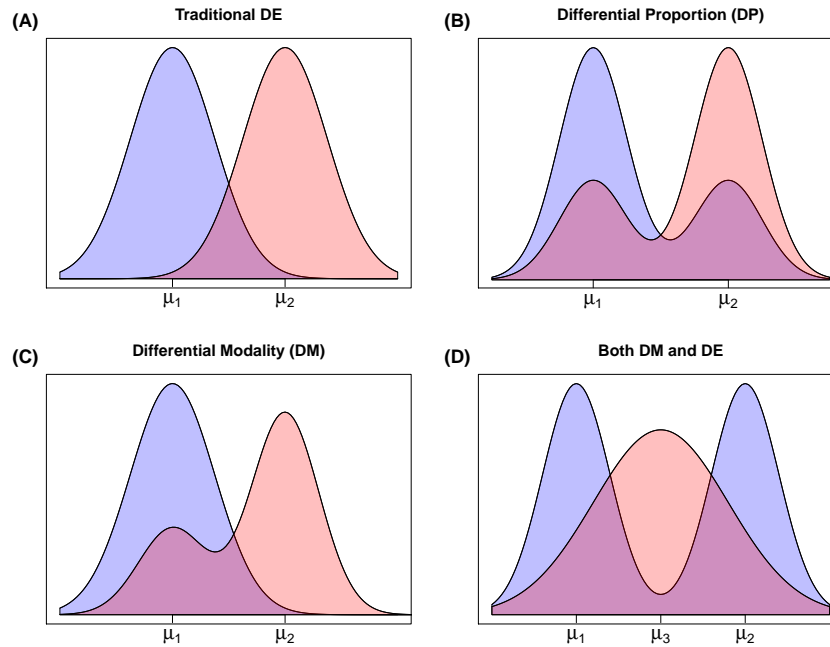 (A) Traditional DE
μ1 μ2
(B) Differential Proportion (DP)
μ1 μ2
(C) Differential Modality (DM)
μ1 μ2
(D) Both DM and DE
μ1 μ3 μ2